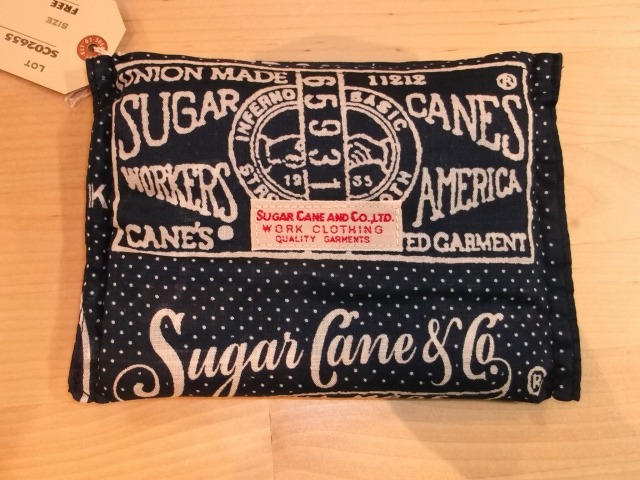 LOT
SC02655
SIZE
FREE
UNION MADE
11212
®
SUGAR
CANES
INFERNO
BASIC
65931
WORKERS
AMERICA
12
55
CANE'S
ED GARMENT
SUGAR CANE AND CO., LTD.
WORK CLOTHING
QUALITY GARMENTS
Sugar Cane & Co.
®